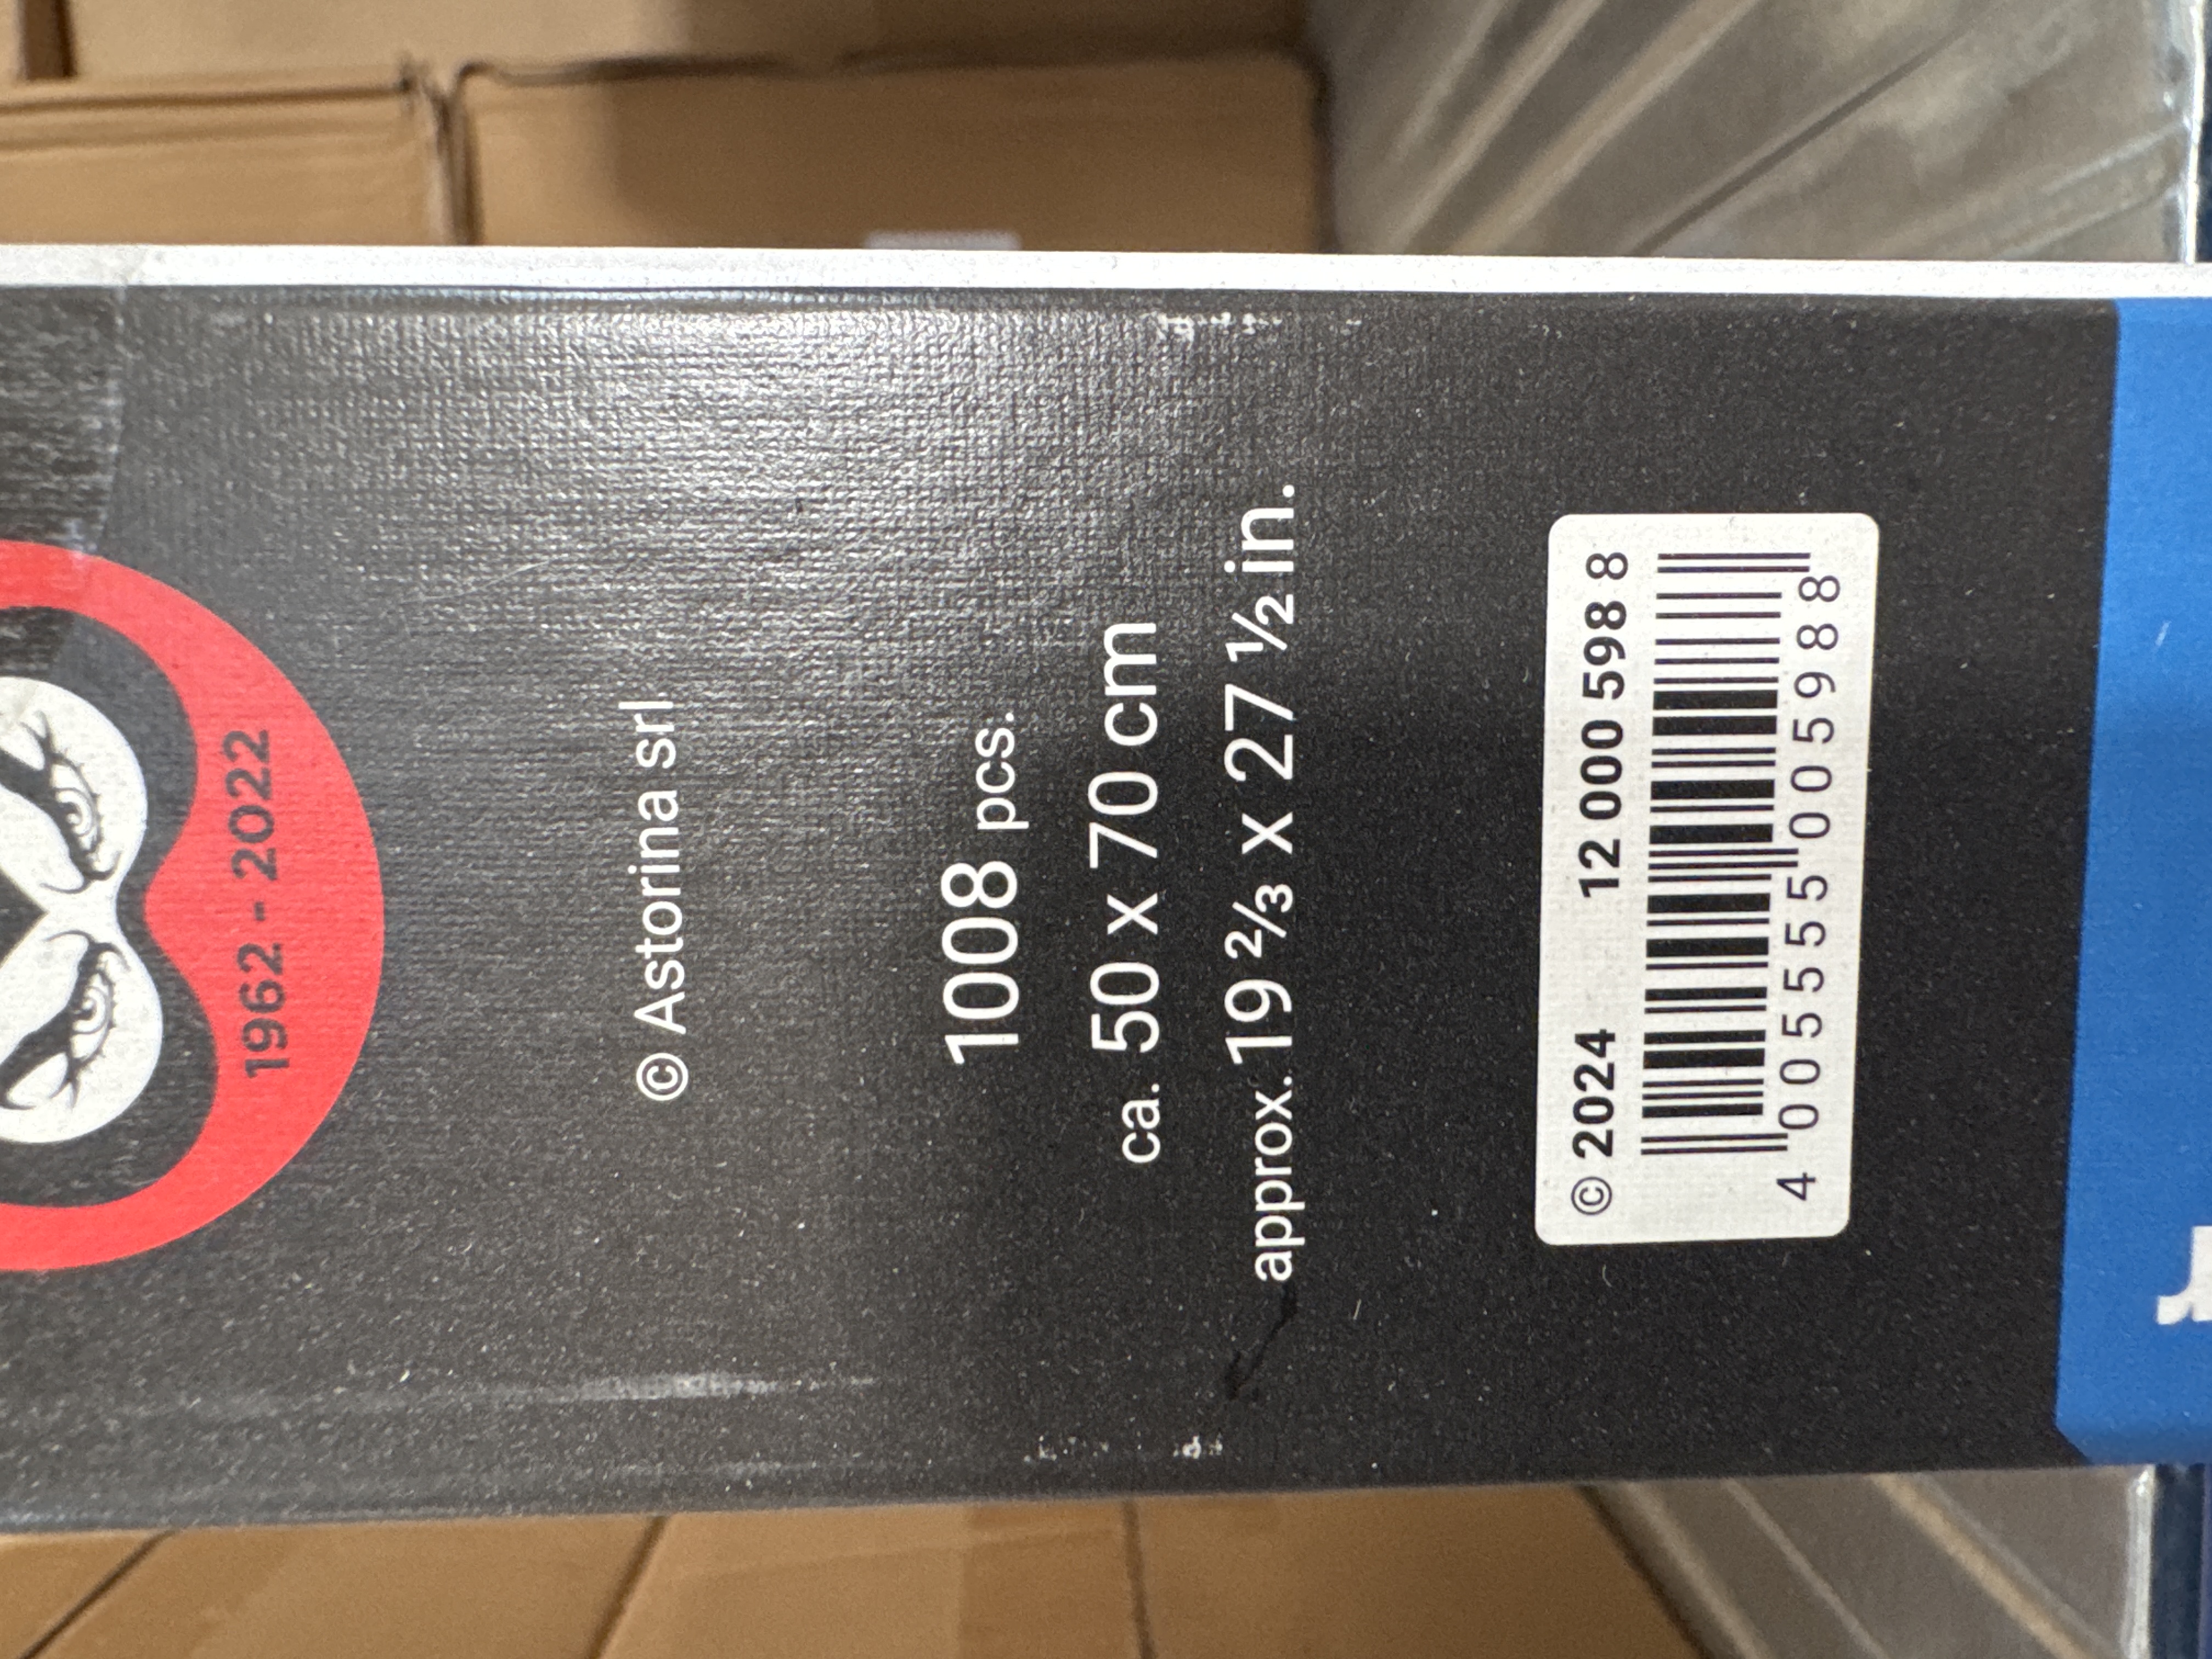 1962 - 2022
© Astorina srl
1008 pcs.
ca. 50 x 70 cm
approx. 19 ⅔ x 27 ½ in.
© 2024 12 000 598 8
4 005555 005988